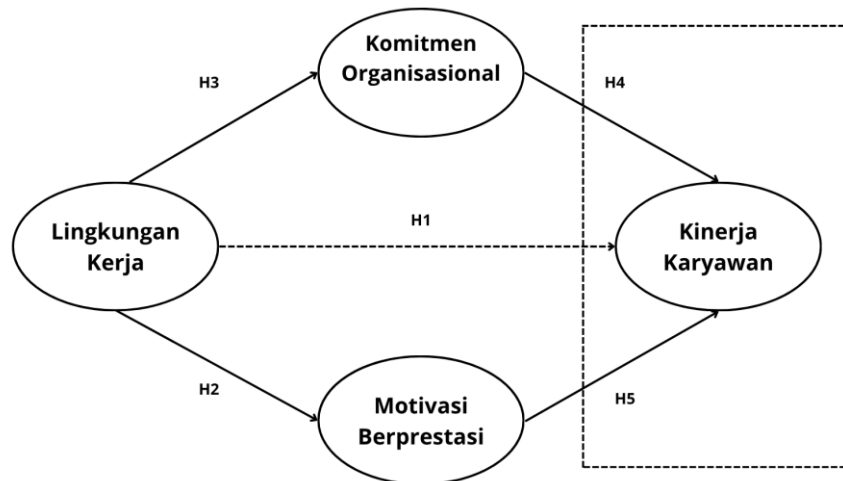 Komitmen
Organisasional
H3
H4
H1
Lingkungan
Kerja
Kinerja
Karyawan
H2
H5
Motivasi
Berprestasi